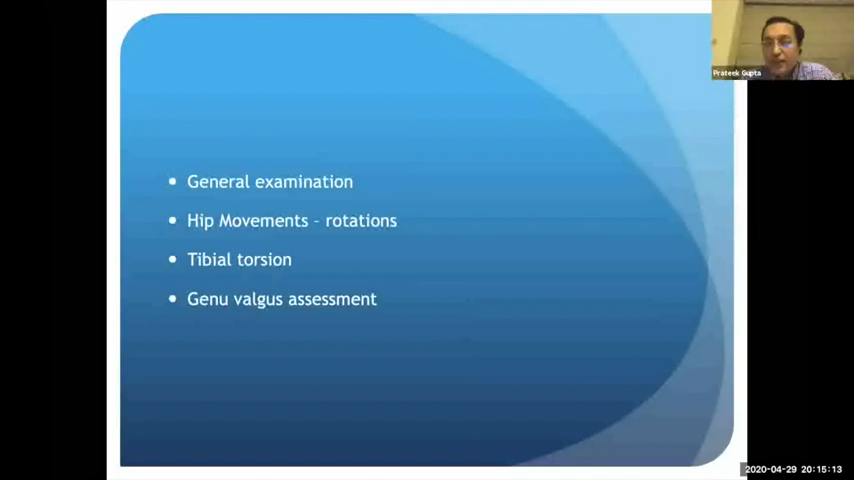 Prateek Gupta
• General examination
• Hip Movements - rotations
• Tibial torsion
• Genu valgus assessment
2020-04-29 20:15:13